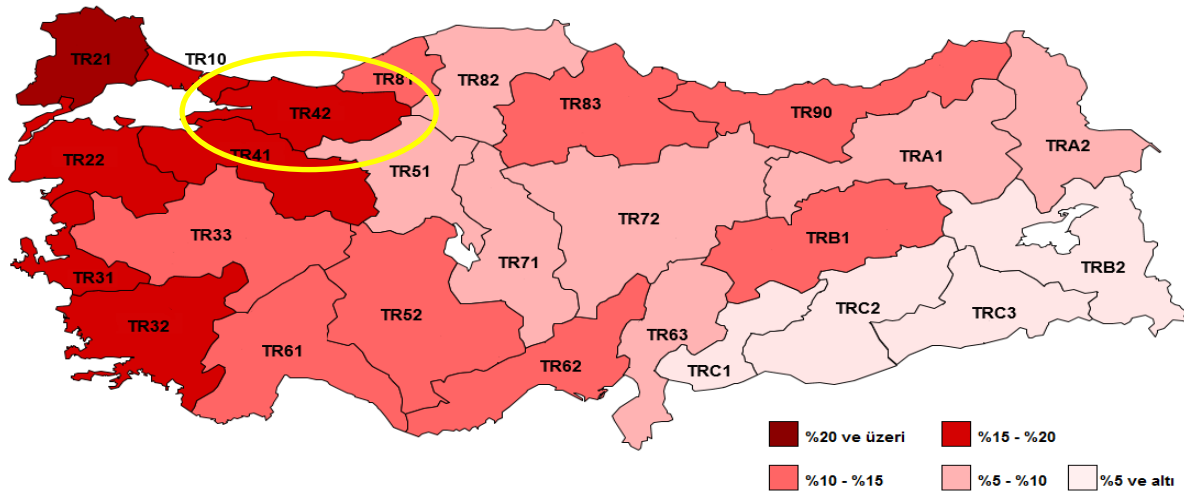 TR21
TR10
TR81
TR82
TR42
TR83
TR90
TR22
TR41
TR51
TRA1
TRA2
TR33
TR72
TRB1
TR31
TR71
TRB2
TR32
TR52
TRC2
TRC3
TR61
TR62
TR63
TRC1
%20 ve üzeri
%15 - %20
%10 - %15
%5 - %10
%5 ve altı